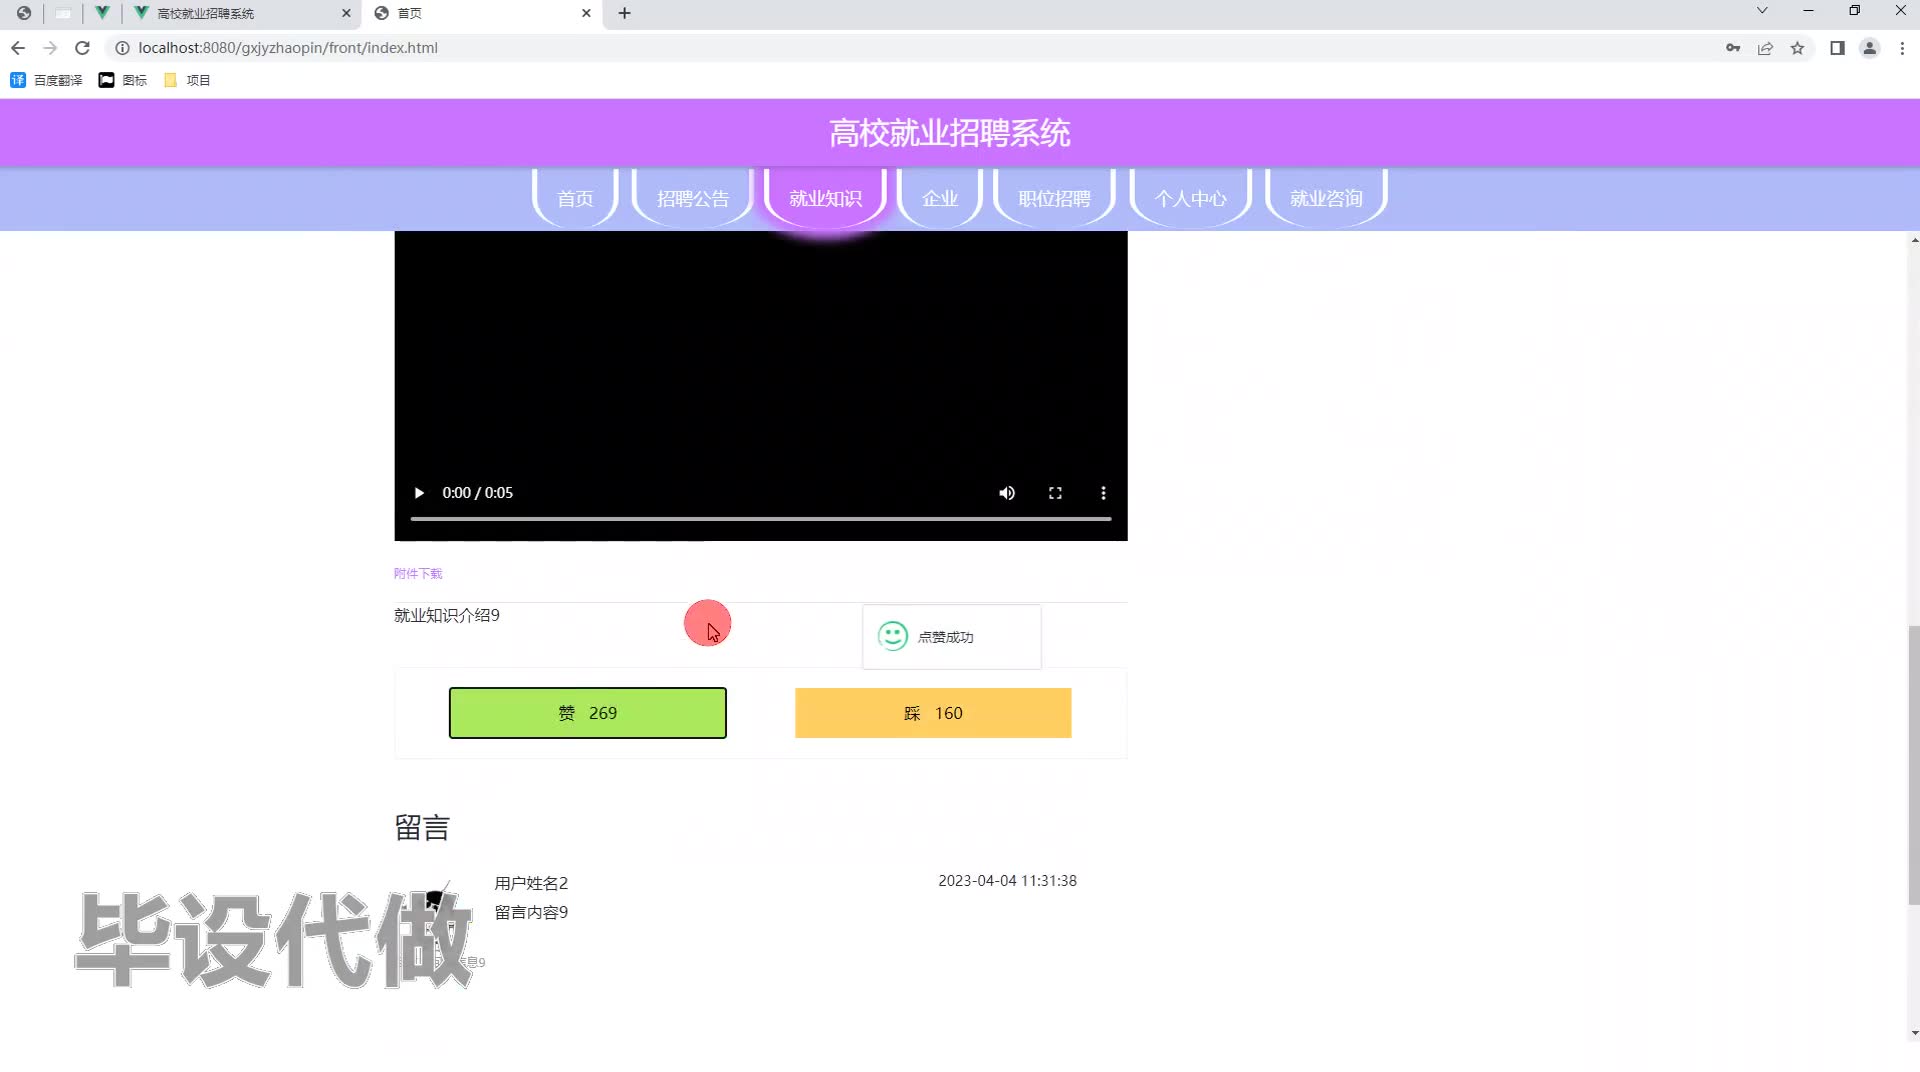 高校就业招聘系统
首页
localhost:8080/gxjyzhaopin/front/index.html
译 百度翻译
图标
项目
高校就业招聘系统
首页
招聘公告
就业知识
企业
职位招聘
个人中心
就业咨询
0:00 / 0:05
附件下载
就业知识介绍9
点赞成功
赞 269
踩 160
留言
用户姓名2
2023-04-04 11:31:38
留言内容9
毕设代做
息9